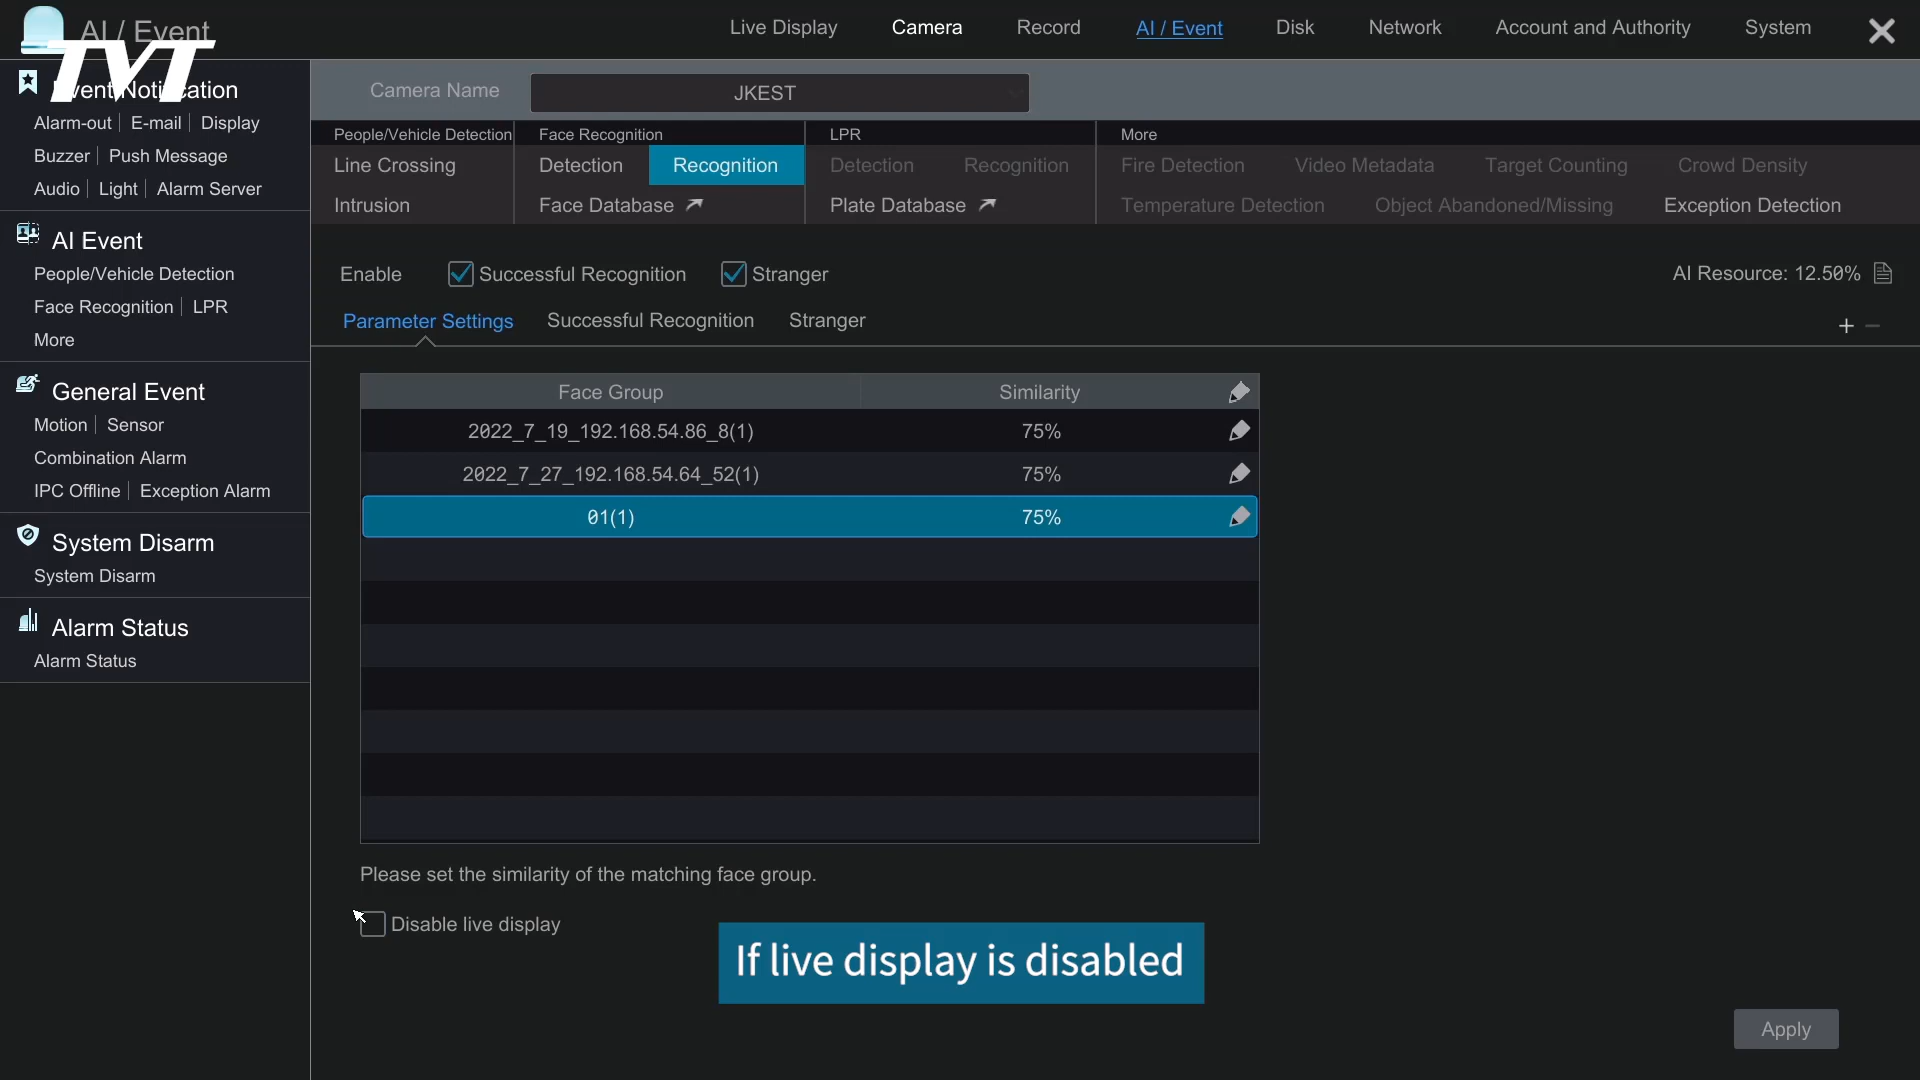 AI / Event
TVT
Live Display Camera Record AI / Event Disk Network Account and Authority System
Event Notification
Alarm-out E-mail Display
Buzzer Push Message
Audio Light Alarm Server
AI Event
People/Vehicle Detection
Face Recognition LPR
More
General Event
Motion Sensor
Combination Alarm
IPC Offline Exception Alarm
System Disarm
System Disarm
Alarm Status
Alarm Status
Camera Name JKEST
People/Vehicle Detection Face Recognition LPR More
Line Crossing Detection Recognition Detection Recognition Fire Detection Video Metadata Target Counting Crowd Density
Intrusion Face Database Plate Database Temperature Detection Object Abandoned/Missing Exception Detection
Enable Successful Recognition Stranger AI Resource: 12.50%
Parameter Settings Successful Recognition Stranger
Face Group Similarity
2022_7_19_192.168.54.86_8(1) 75%
2022_7_27_192.168.54.64_52(1) 75%
01(1) 75%
Please set the similarity of the matching face group.
Disable live display
If live display is disabled
Apply